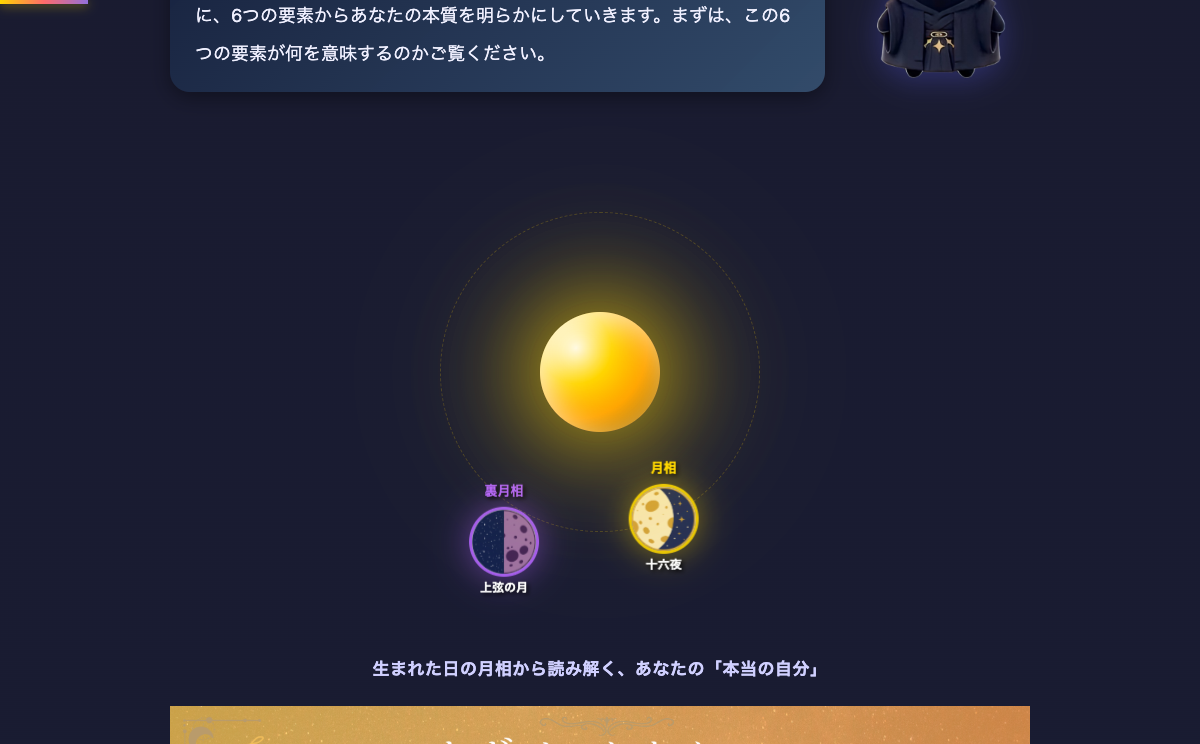 に、6つの要素からあなたの本質を明らかにしていきます。まずは、この6
つの要素が何を意味するのかご覧ください。
月相
裏月相
十六夜
上弦の月
生まれた日の月相から読み解く、あなたの「本当の自分」